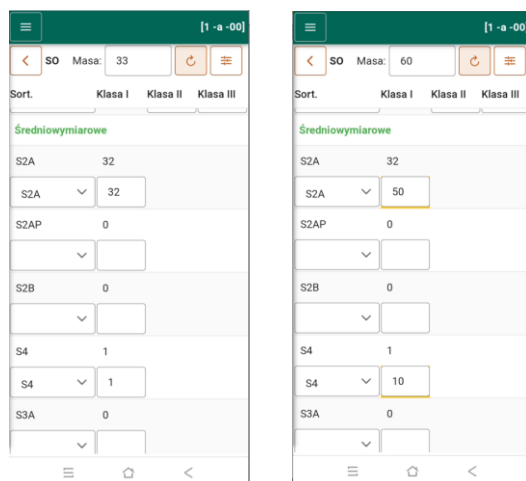 [1 -a -00]
SO Masa: 33
Sort. Klasa I Klasa II Klasa III
Średniowymiarowe
S2A 32
S2A 32
S2AP 0
S2B 0
S4 1
S4 1
S3A 0
[1 -a -00
SO Masa: 60
Sort. Klasa I Klasa II Klasa III
Średniowymiarowe
S2A 32
S2A 50
S2AP 0
S2B 0
S4 1
S4 10
S3A 0